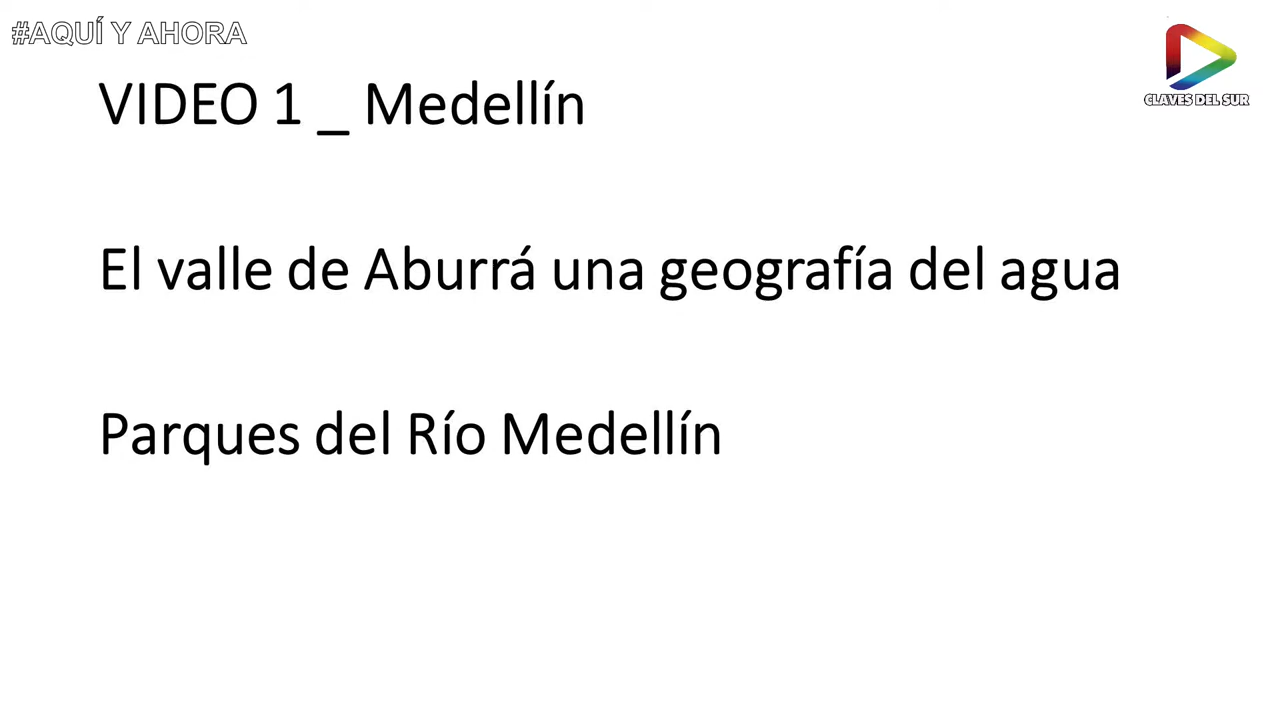 #AQUÍ Y AHORA
CLAVES DEL SUR
VIDEO 1 _ Medellín
El valle de Aburrá una geografía del agua
Parques del Río Medellín